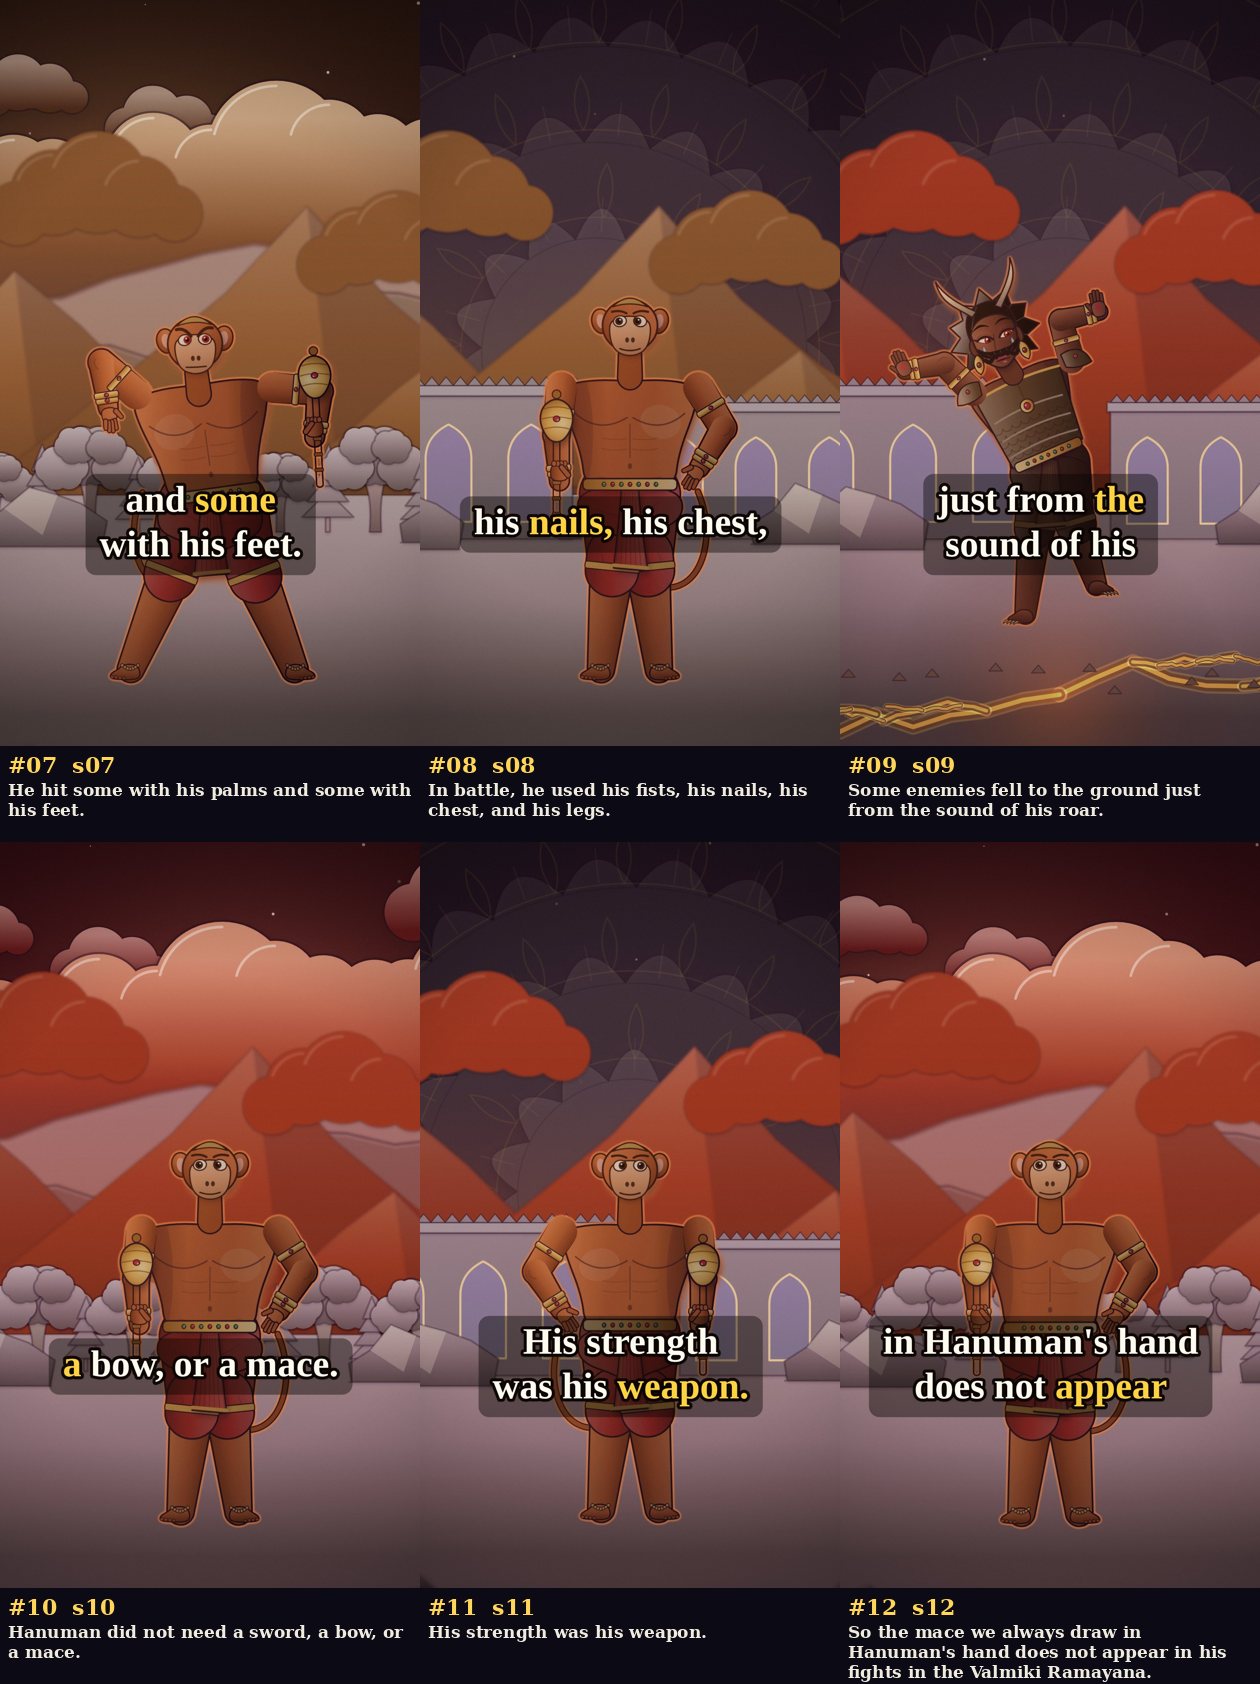 and some
with his feet.
#07 s07
He hit some with his palms and some with
his feet.
his nails, his chest,
#08 s08
In battle, he used his fists, his nails, his
chest, and his legs.
just from the
sound of his
#09 s09
Some enemies fell to the ground just
from the sound of his roar.
a bow, or a mace.
#10 s10
Hanuman did not need a sword, a bow, or
a mace.
His strength
was his weapon.
#11 s11
His strength was his weapon.
in Hanuman's hand
does not appear
#12 s12
So the mace we always draw in
Hanuman's hand does not appear in his
fights in the Valmiki Ramayana.